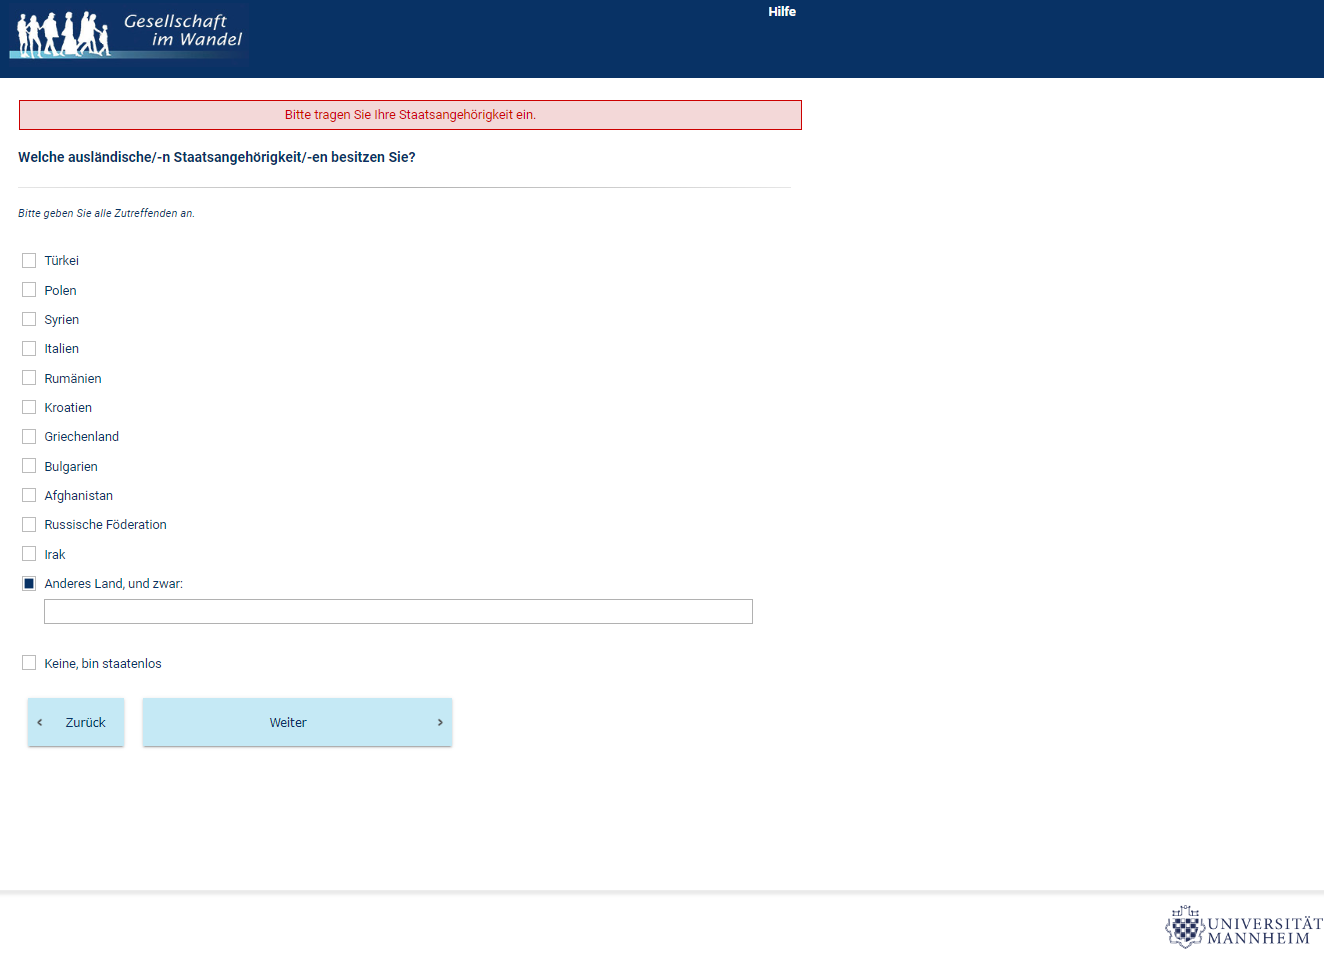 Gesellschaft
im Wandel
Hilfe
Bitte tragen Sie Ihre Staatsangehörigkeit ein.
Welche ausländische/-n Staatsangehörigkeit/-en besitzen Sie?
Bitte geben Sie alle Zutreffenden an.
Türkei
Polen
Syrien
Italien
Rumänien
Kroatien
Griechenland
Bulgarien
Afghanistan
Russische Föderation
Irak
Anderes Land, und zwar:
Keine, bin staatenlos
Zurück
Weiter
UNIVERSITÄT
MANNHEIM